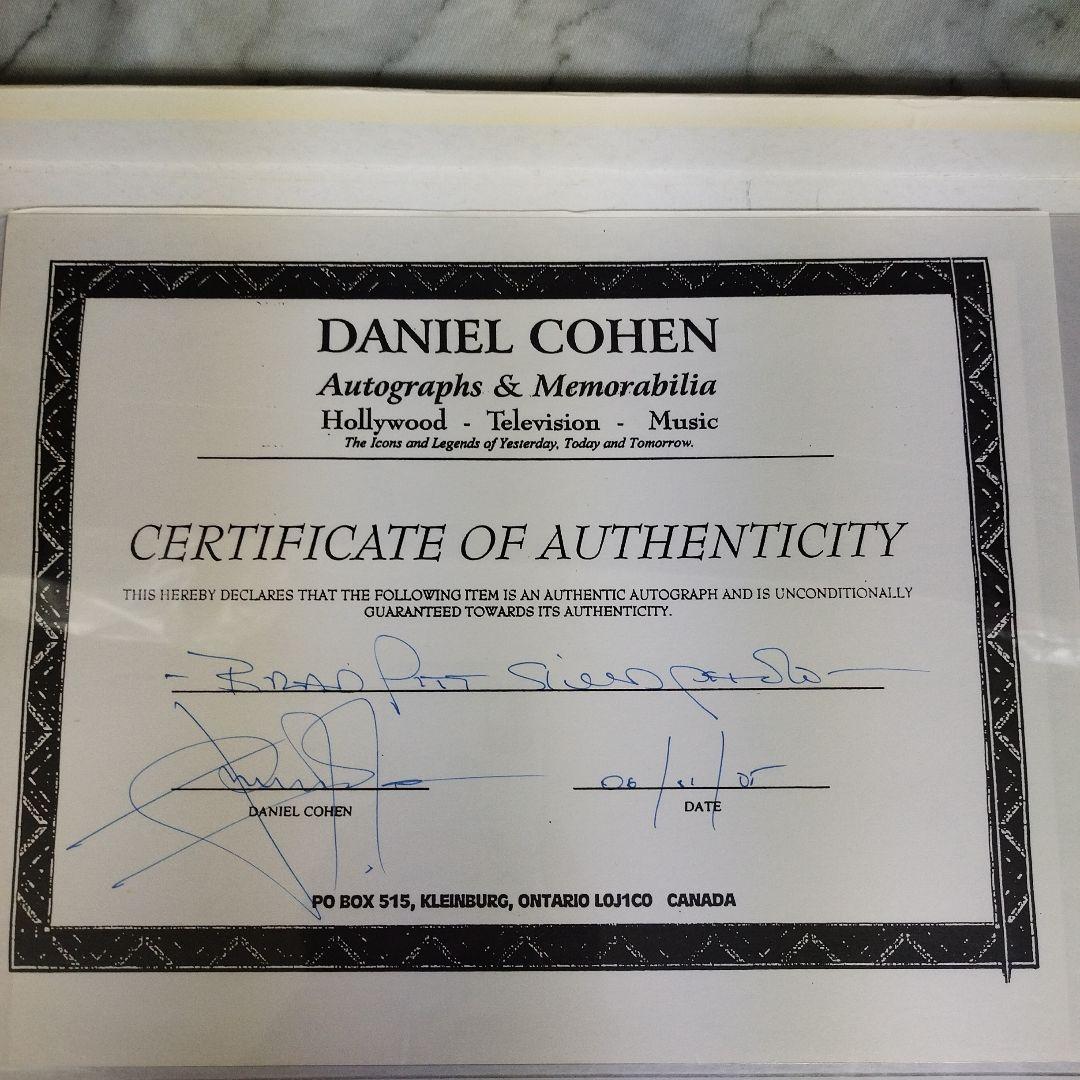 DANIEL COHEN
Autographs & Memorabilia
Hollywood - Television - Music
The Icons and Legends of Yesterday, Today and Tomorrow.
CERTIFICATE OF AUTHENTICITY
THIS HEREBY DECLARES THAT THE FOLLOWING ITEM IS AN AUTHENTIC AUTOGRAPH AND IS UNCONDITIONALLY
GUARANTEED TOWARDS ITS AUTHENTICITY.
- BRAD PITT SIGNED PHOTO -
DANIEL COHEN
DATE
PO BOX 515, KLEINBURG, ONTARIO L0J1C0 CANADA